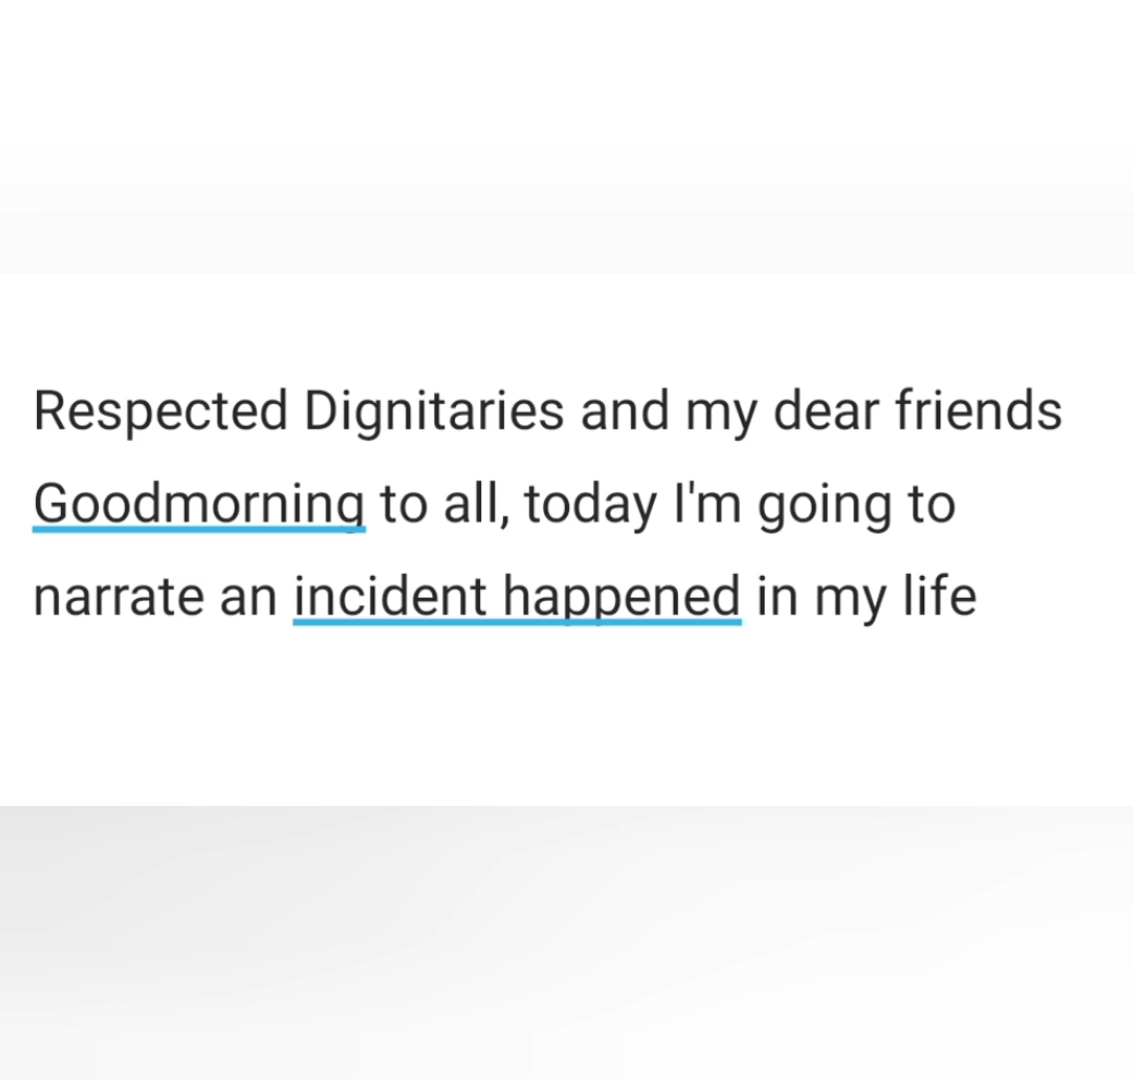 Respected Dignitaries and my dear friends
Goodmorning to all, today I'm going to
narrate an incident happened in my life